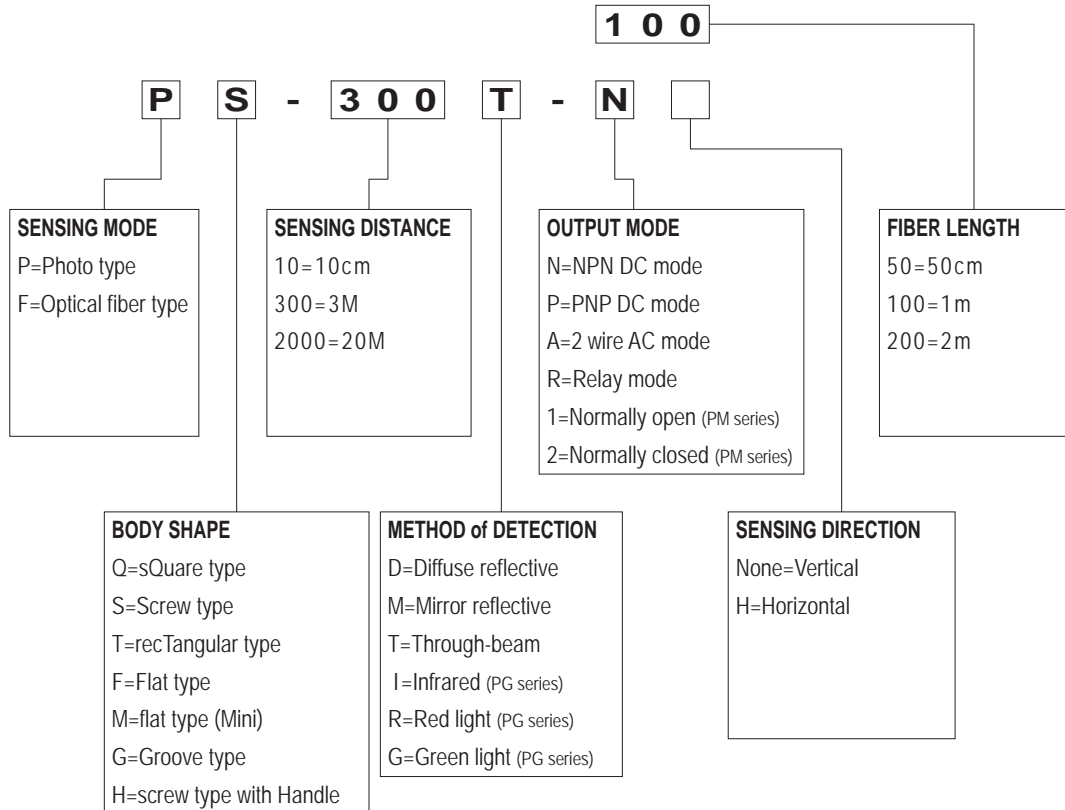 100
PS-300T-N
SENSING MODE
P=Photo type
F=Optical fiber type
SENSING DISTANCE
10=10cm
300=3M
2000=20M
OUTPUT MODE
N=NPN DC mode
P=PNP DC mode
A=2 wire AC mode
R=Relay mode
1=Normally open (PM series)
2=Normally closed (PM series)
FIBER LENGTH
50=50cm
100=1m
200=2m
BODY SHAPE
Q=sQuare type
S=Screw type
T=recTangular type
F=Flat type
M=flat type (Mini)
G=Groove type
H=screw type with Handle
METHOD of DETECTION
D=Diffuse reflective
M=Mirror reflective
T=Through-beam
I=Infrared (PG series)
R=Red light (PG series)
G=Green light (PG series)
SENSING DIRECTION
None=Vertical
H=Horizontal